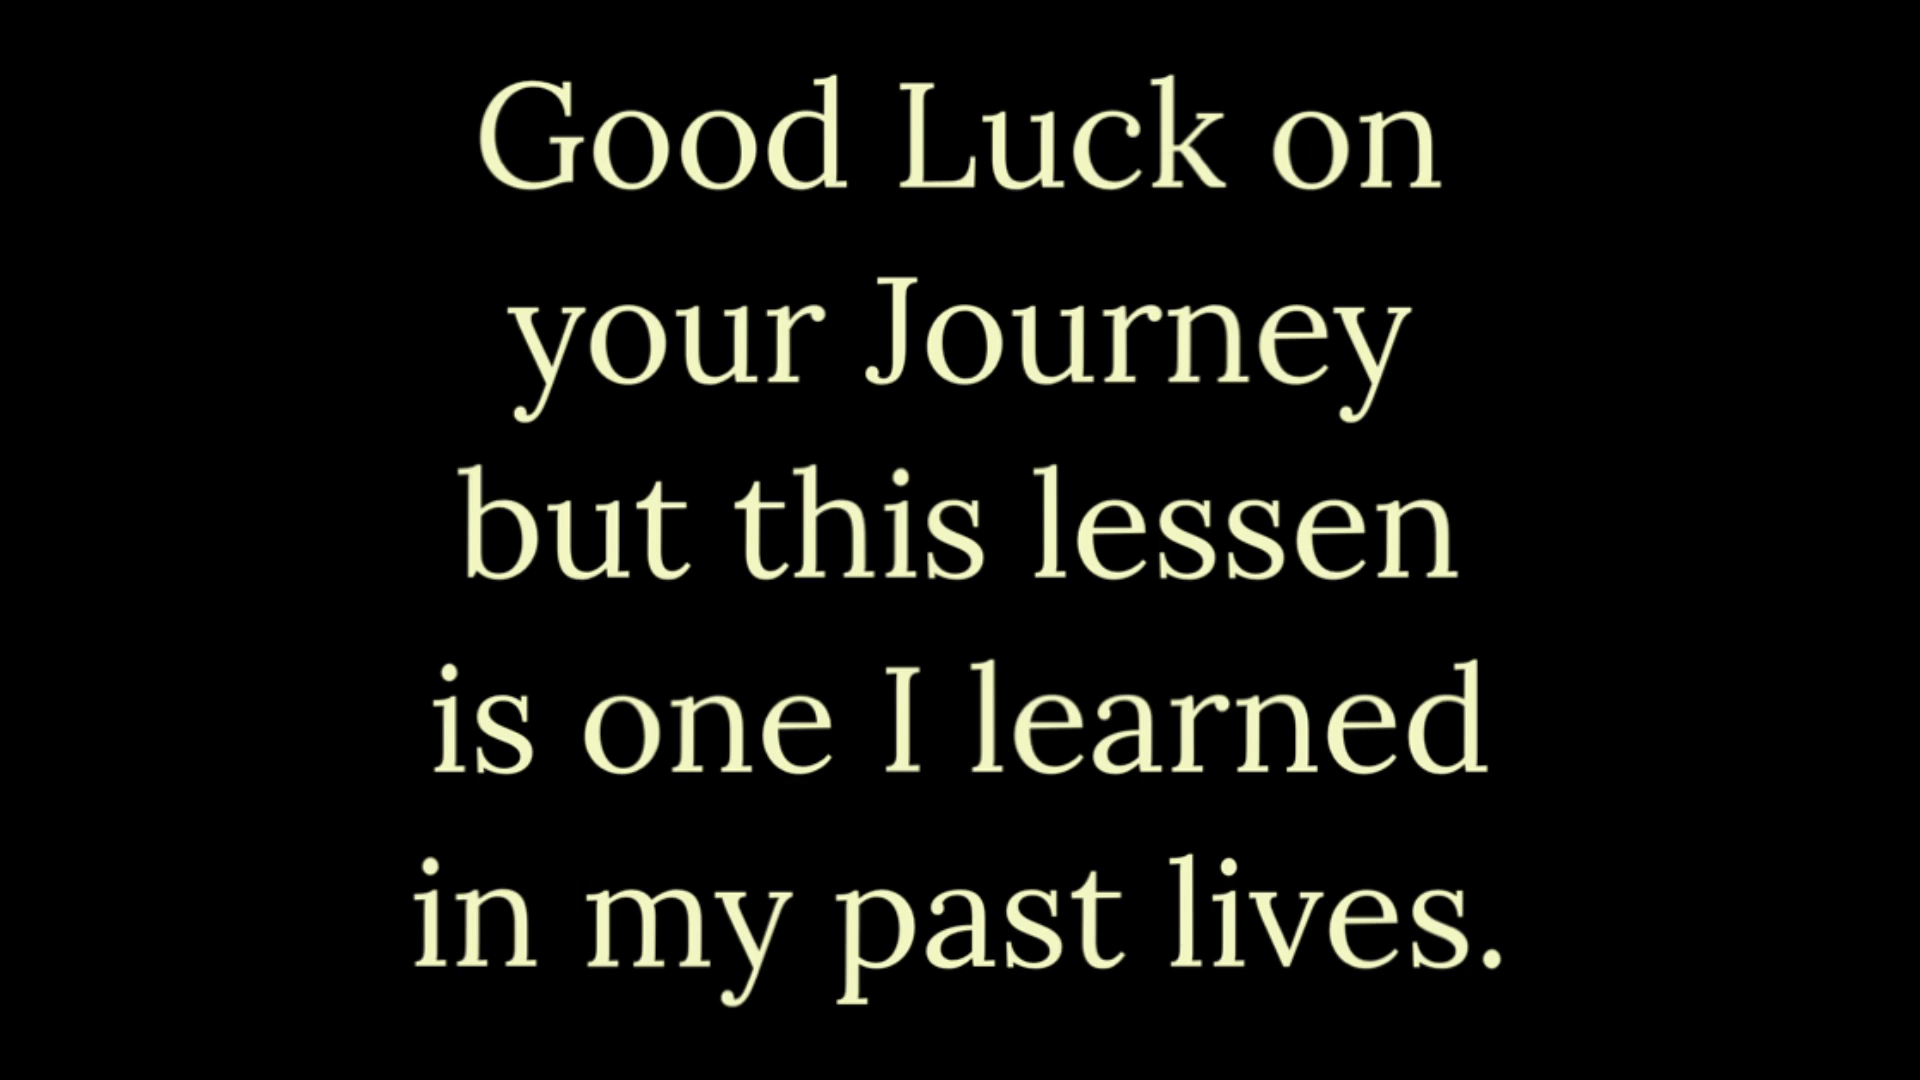 Good Luck on
your Journey
but this lessen
is one I learned
in my past lives.